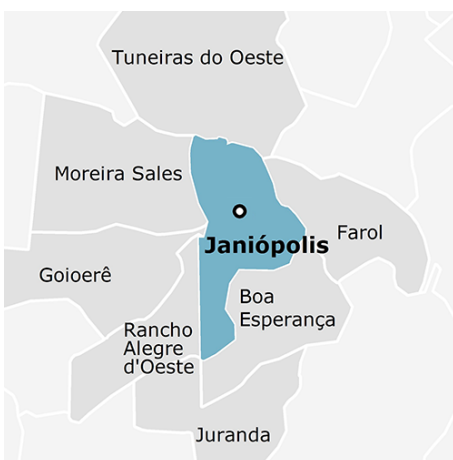 Tuneiras do Oeste
Moreira Sales
Janiópolis
Farol
Goioerê
Boa
Esperança
Rancho
Alegre
d'Oeste
Juranda